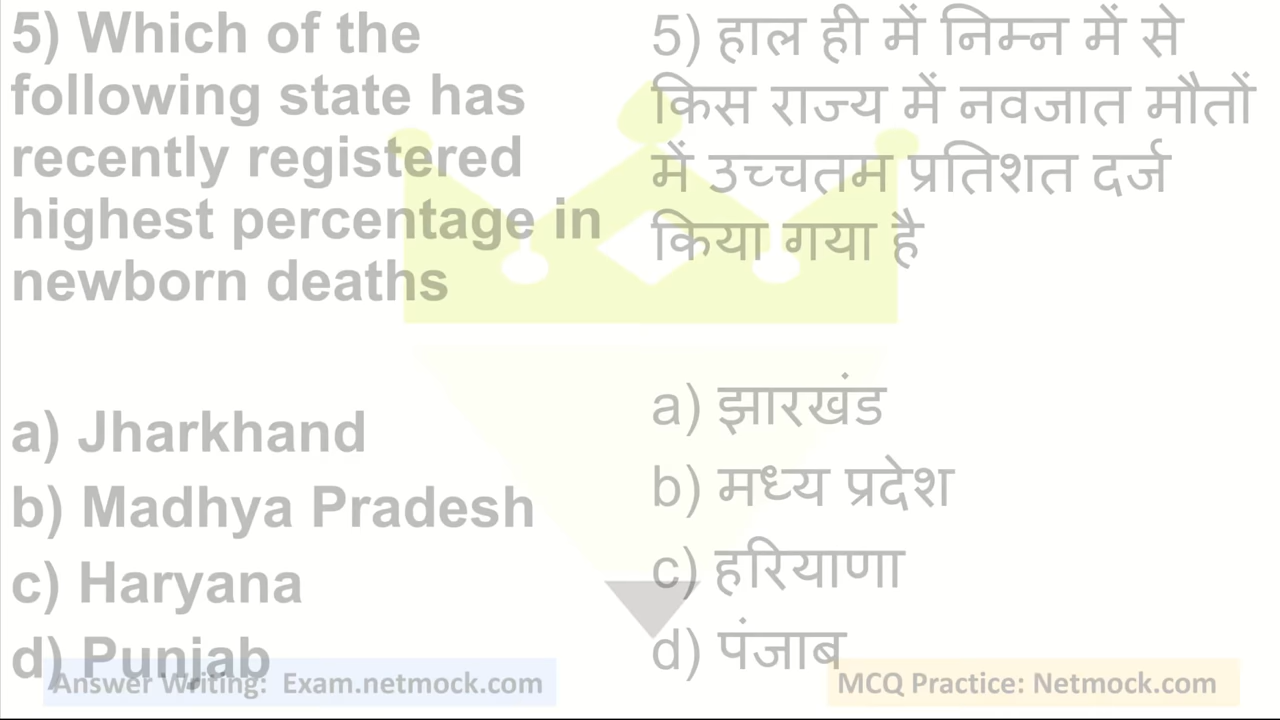 5) Which of the
following state has
recently registered
highest percentage in
newborn deaths
a) Jharkhand
b) Madhya Pradesh
c) Haryana
d) Punjab
5) हाल ही में निम्न में से
किस राज्य में नवजात मौतों
में उच्चतम प्रतिशत दर्ज
किया गया है
a) झारखंड
b) मध्य प्रदेश
c) हरियाणा
d) पंजाब
Answer Writing: Exam.netmock.com
MCQ Practice: Netmock.com